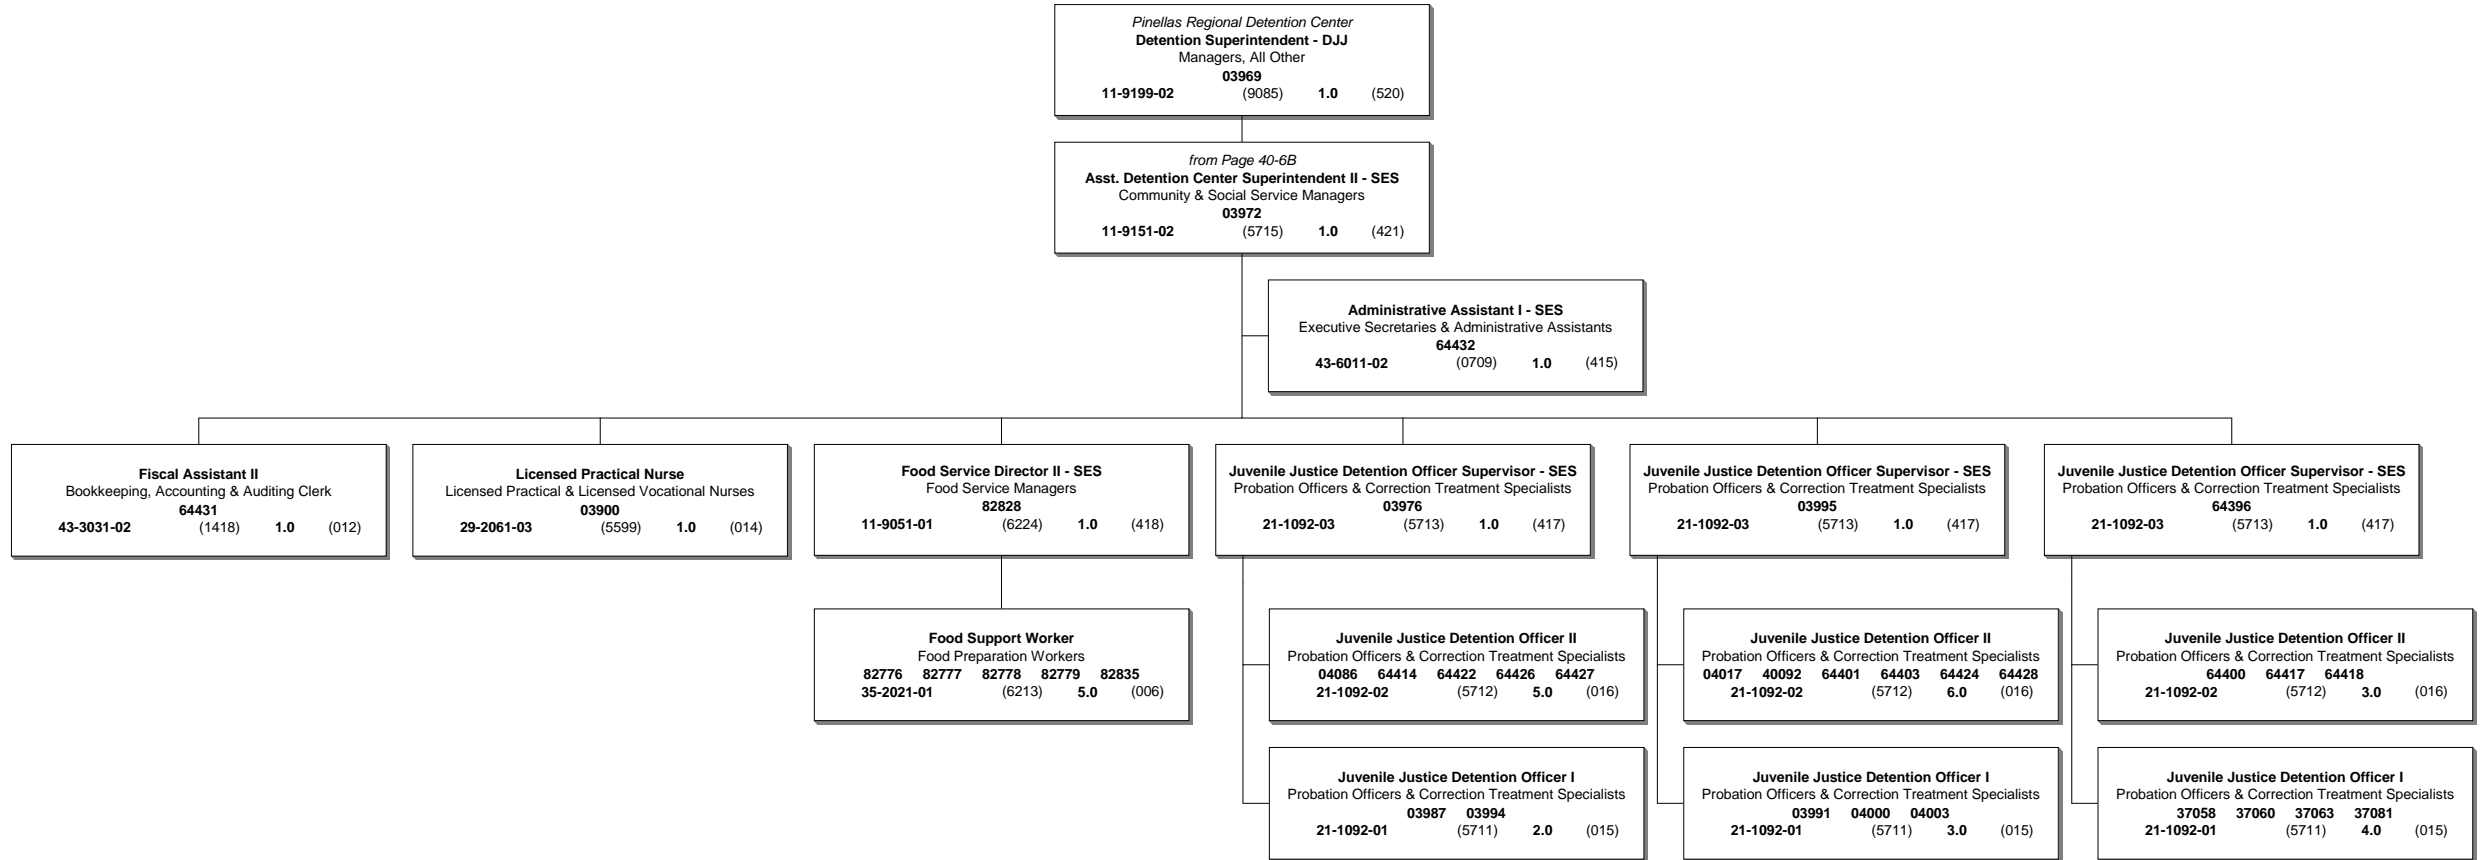 Pinellas Regional Detention Center
Detention Superintendent - DJJ
Managers, All Other
03969
11-9199-02 (9085) 1.0 (520)
from Page 40-6B
Asst. Detention Center Superintendent II - SES
Community & Social Service Managers
03972
11-9151-02 (5715) 1.0 (421)
Administrative Assistant I - SES
Executive Secretaries & Administrative Assistants
64432
43-6011-02 (0709) 1.0 (415)
Fiscal Assistant II
Bookkeeping, Accounting & Auditing Clerk
64431
43-3031-02 (1418) 1.0 (012)
Licensed Practical Nurse
Licensed Practical & Licensed Vocational Nurses
03900
29-2061-03 (5599) 1.0 (014)
Food Service Director II - SES
Food Service Managers
82828
11-9051-01 (6224) 1.0 (418)
Juvenile Justice Detention Officer Supervisor - SES
Probation Officers & Correction Treatment Specialists
03976
21-1092-03 (5713) 1.0 (417)
Juvenile Justice Detention Officer Supervisor - SES
Probation Officers & Correction Treatment Specialists
03995
21-1092-03 (5713) 1.0 (417)
Juvenile Justice Detention Officer Supervisor - SES
Probation Officers & Correction Treatment Specialists
64396
21-1092-03 (5713) 1.0 (417)
Food Support Worker
Food Preparation Workers
82776 82777 82778 82779 82835
35-2021-01 (6213) 5.0 (006)
Juvenile Justice Detention Officer II
Probation Officers & Correction Treatment Specialists
04086 64414 64422 64426 64427
21-1092-02 (5712) 5.0 (016)
Juvenile Justice Detention Officer II
Probation Officers & Correction Treatment Specialists
04017 40092 64401 64403 64424 64428
21-1092-02 (5712) 6.0 (016)
Juvenile Justice Detention Officer II
Probation Officers & Correction Treatment Specialists
64400 64417 64418
21-1092-02 (5712) 3.0 (016)
Juvenile Justice Detention Officer I
Probation Officers & Correction Treatment Specialists
03987 03994
21-1092-01 (5711) 2.0 (015)
Juvenile Justice Detention Officer I
Probation Officers & Correction Treatment Specialists
03991 04000 04003
21-1092-01 (5711) 3.0 (015)
Juvenile Justice Detention Officer I
Probation Officers & Correction Treatment Specialists
37058 37060 37063 37081
21-1092-01 (5711) 4.0 (015)